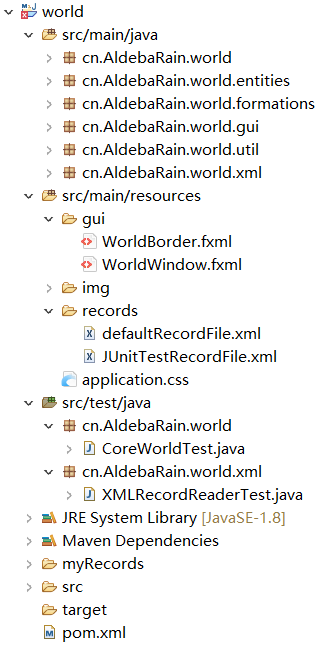 world
src/main/java
cn.AldebaRain.world
cn.AldebaRain.world.entities
cn.AldebaRain.world.formations
cn.AldebaRain.world.gui
cn.AldebaRain.world.util
cn.AldebaRain.world.xml
src/main/resources
gui
WorldBorder.fxml
WorldWindow.fxml
img
records
defaultRecordFile.xml
JUnitTestRecordFile.xml
application.css
src/test/java
cn.AldebaRain.world
CoreWorldTest.java
cn.AldebaRain.world.xml
XMLRecordReaderTest.java
JRE System Library [JavaSE-1.8]
Maven Dependencies
myRecords
src
target
pom.xml